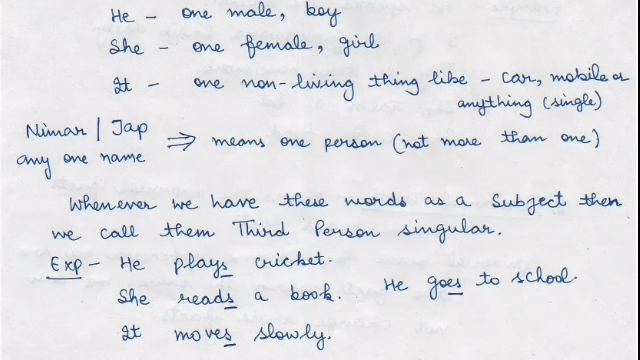 He - one male, boy
She - one female, girl
It - one non-living thing like - car, mobile or
anything (single)
Nimar | Jap ⇒ means one person (not more than one)
any one name
Whenever we have these words as a subject then
we call them Third Person singular.
Exp - He plays cricket.
She reads a book. He goes to school.
It moves slowly.